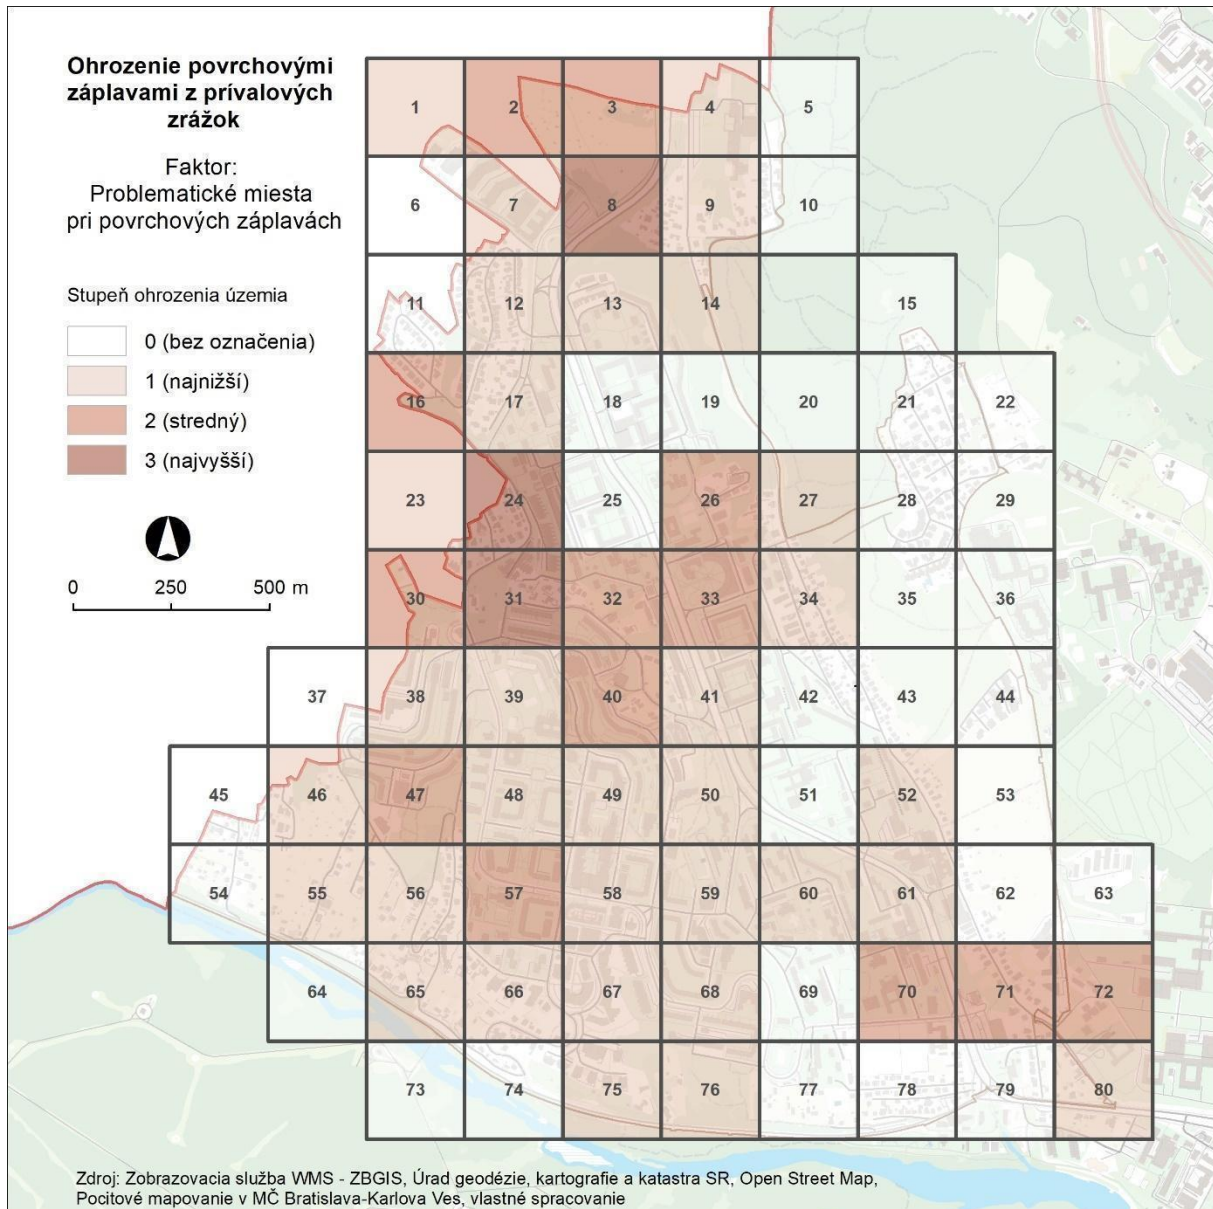 Ohrozenie povrchovými
záplavami z prívalových
zrážok
Faktor:
Problematické miesta
pri povrchových záplavách
Stupeň ohrozenia územia
0 (bez označenia)
1 (najnižší)
2 (stredný)
3 (najvyšší)
0 250 500 m
1 2 3 4 5
6 7 8 9 10
11 12 13 14 15
16 17 18 19 20 21 22
23 24 25 26 27 28 29
30 31 32 33 34 35 36
37 38 39 40 41 42 43 44
45 46 47 48 49 50 51 52 53
54 55 56 57 58 59 60 61 62 63
64 65 66 67 68 69 70 71 72
73 74 75 76 77 78 79 80
Zdroj: Zobrazovacia služba WMS - ZBGIS, Úrad geodézie, kartografie a katastra SR, Open Street Map,
Pocitové mapovanie v MČ Bratislava-Karlova Ves, vlastné spracovanie